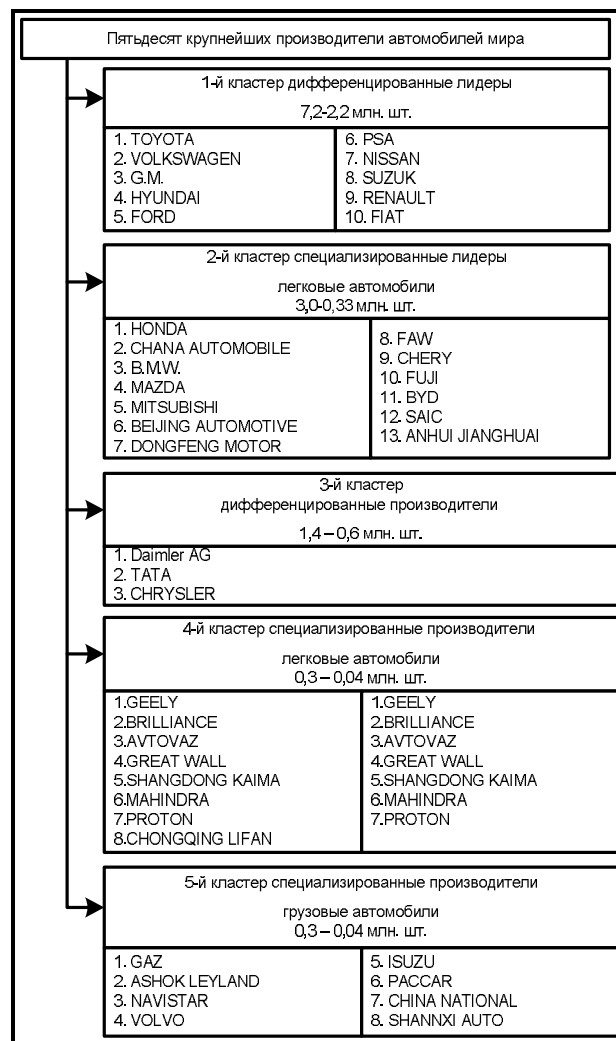 Пятьдесят крупнейших производители автомобилей мира
1-й кластер дифференцированные лидеры
7,2-2,2 млн. шт.
1. TOYOTA
2. VOLKSWAGEN
3. G.M.
4. HYUNDAI
5. FORD
6. PSA
7. NISSAN
8. SUZUK
9. RENAULT
10. FIAT
2-й кластер специализированные лидеры
легковые автомобили
3,0-0,33 млн. шт.
1. HONDA
2. CHANA AUTOMOBILE
3. B.M.W.
4. MAZDA
5. MITSUBISHI
6. BEIJING AUTOMOTIVE
7. DONGFENG MOTOR
8. FAW
9. CHERY
10. FUJI
11. BYD
12. SAIC
13. ANHUI JIANGHUAI
3-й кластер
дифференцированные производители
1,4 – 0,6 млн. шт.
1. Daimler AG
2. TATA
3. CHRYSLER
4-й кластер специализированные производители
легковые автомобили
0,3 – 0,04 млн. шт.
1.GEELY
2.BRILLIANCE
3.AVTOVAZ
4.GREAT WALL
5.SHANGDONG KAIMA
6.MAHINDRA
7.PROTON
8.CHONGQING LIFAN
1.GEELY
2.BRILLIANCE
3.AVTOVAZ
4.GREAT WALL
5.SHANGDONG KAIMA
6.MAHINDRA
7.PROTON
5-й кластер специализированные производители
грузовые автомобили
0,3 – 0,04 млн. шт.
1. GAZ
2. ASHOK LEYLAND
3. NAVISTAR
4. VOLVO
5. ISUZU
6. PACCAR
7. CHINA NATIONAL
8. SHANNXI AUTO